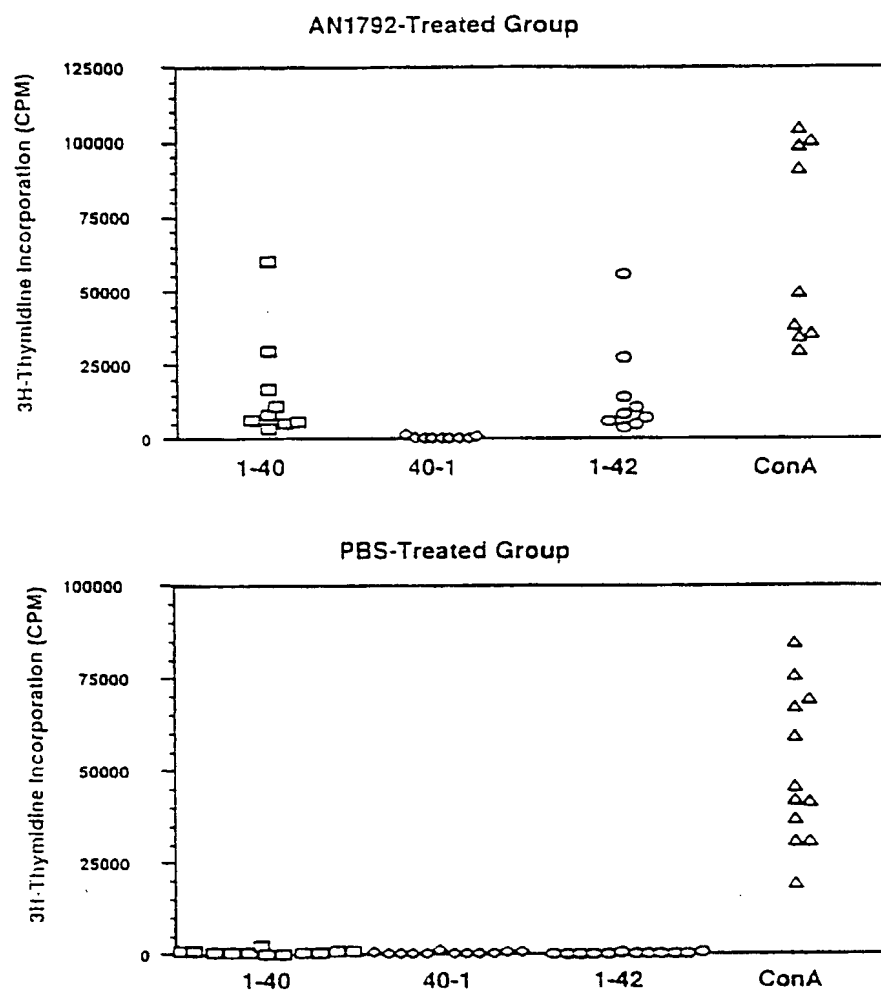 AN1792-Treated Group
3H-Thymidine Incorporation (CPM)
125000
100000
75000
50000
25000
0
1-40 40-1 1-42 ConA
PBS-Treated Group
3H-Thymidine Incorporation (CPM)
100000
75000
50000
25000
0
1-40 40-1 1-42 ConA